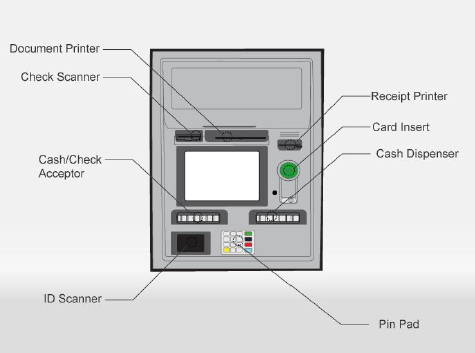 Document Printer
Check Scanner
Receipt Printer
Card Insert
Cash Dispenser
Cash/Check
Acceptor
ID Scanner
Pin Pad